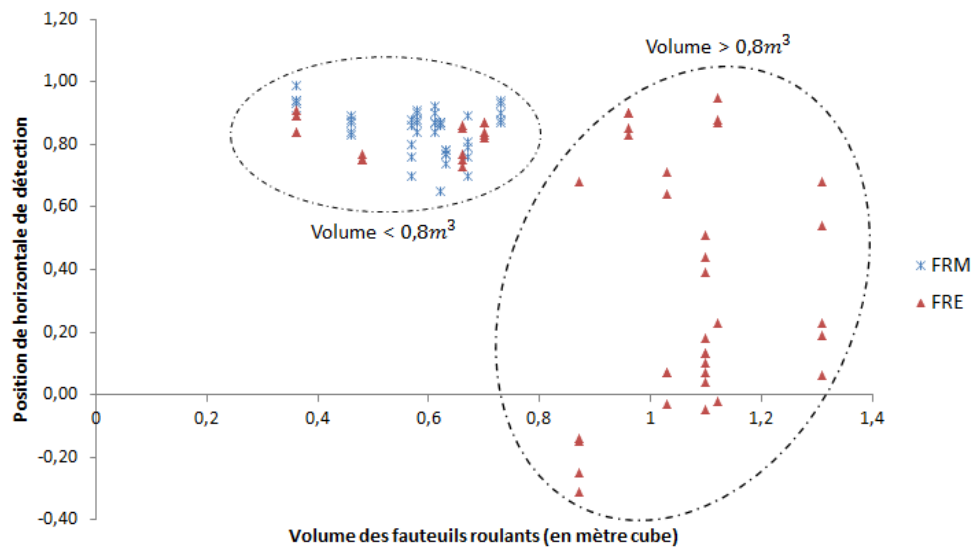 1,20
1,00
0,80
0,60
0,40
0,20
0,00
-0,20
-0,40
Position de horizontale de détection
Volume > 0,8m³
Volume < 0,8m³
FRM
FRE
0
0,2
0,4
0,6
0,8
1
1,2
1,4
Volume des fauteuils roulants (en mètre cube)